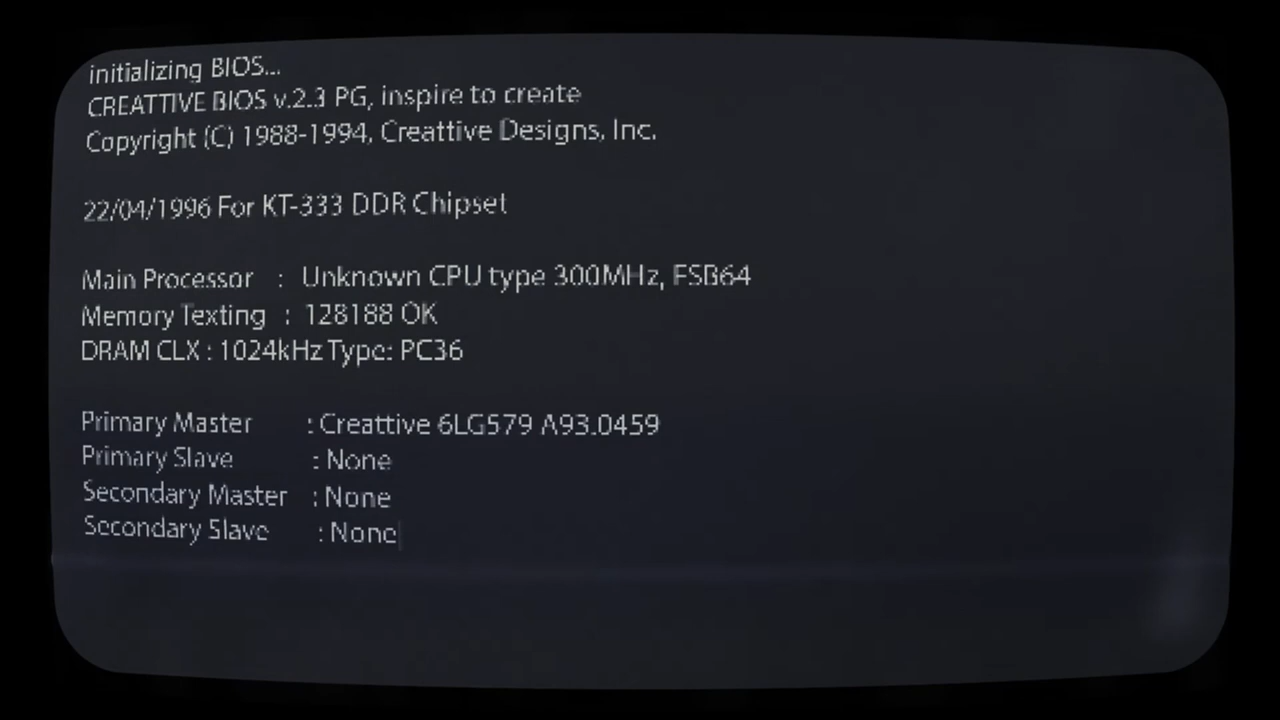 initializing BIOS...
CREATTIVE BIOS v.2.3 PG, inspire to create
Copyright (C) 1988-1994, Creattive Designs, Inc.
22/04/1996 For KT-333 DDR Chipset
Main Processor : Unknown CPU type 300MHz, FSB64
Memory Texting : 128188 OK
DRAM CLX : 1024kHz Type: PC36
Primary Master : Creattive 6LG579 A93.0459
Primary Slave : None
Secondary Master : None
Secondary Slave : None